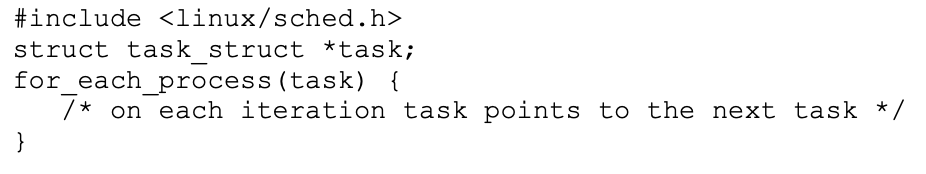 #include <linux/sched.h>
struct task_struct *task;
for_each_process(task) {
/* on each iteration task points to the next task */
}